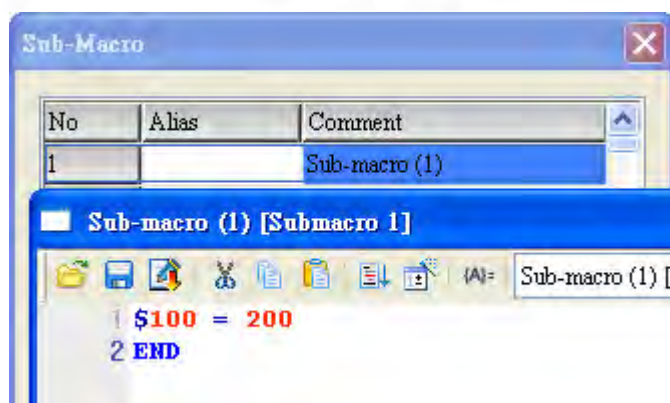 Sub-Macro
No Alias Comment
1 Sub-macro (1)
Sub-macro (1) [Submacro 1]
{A}= Sub-macro (1) [
1 $100 = 200
2 END